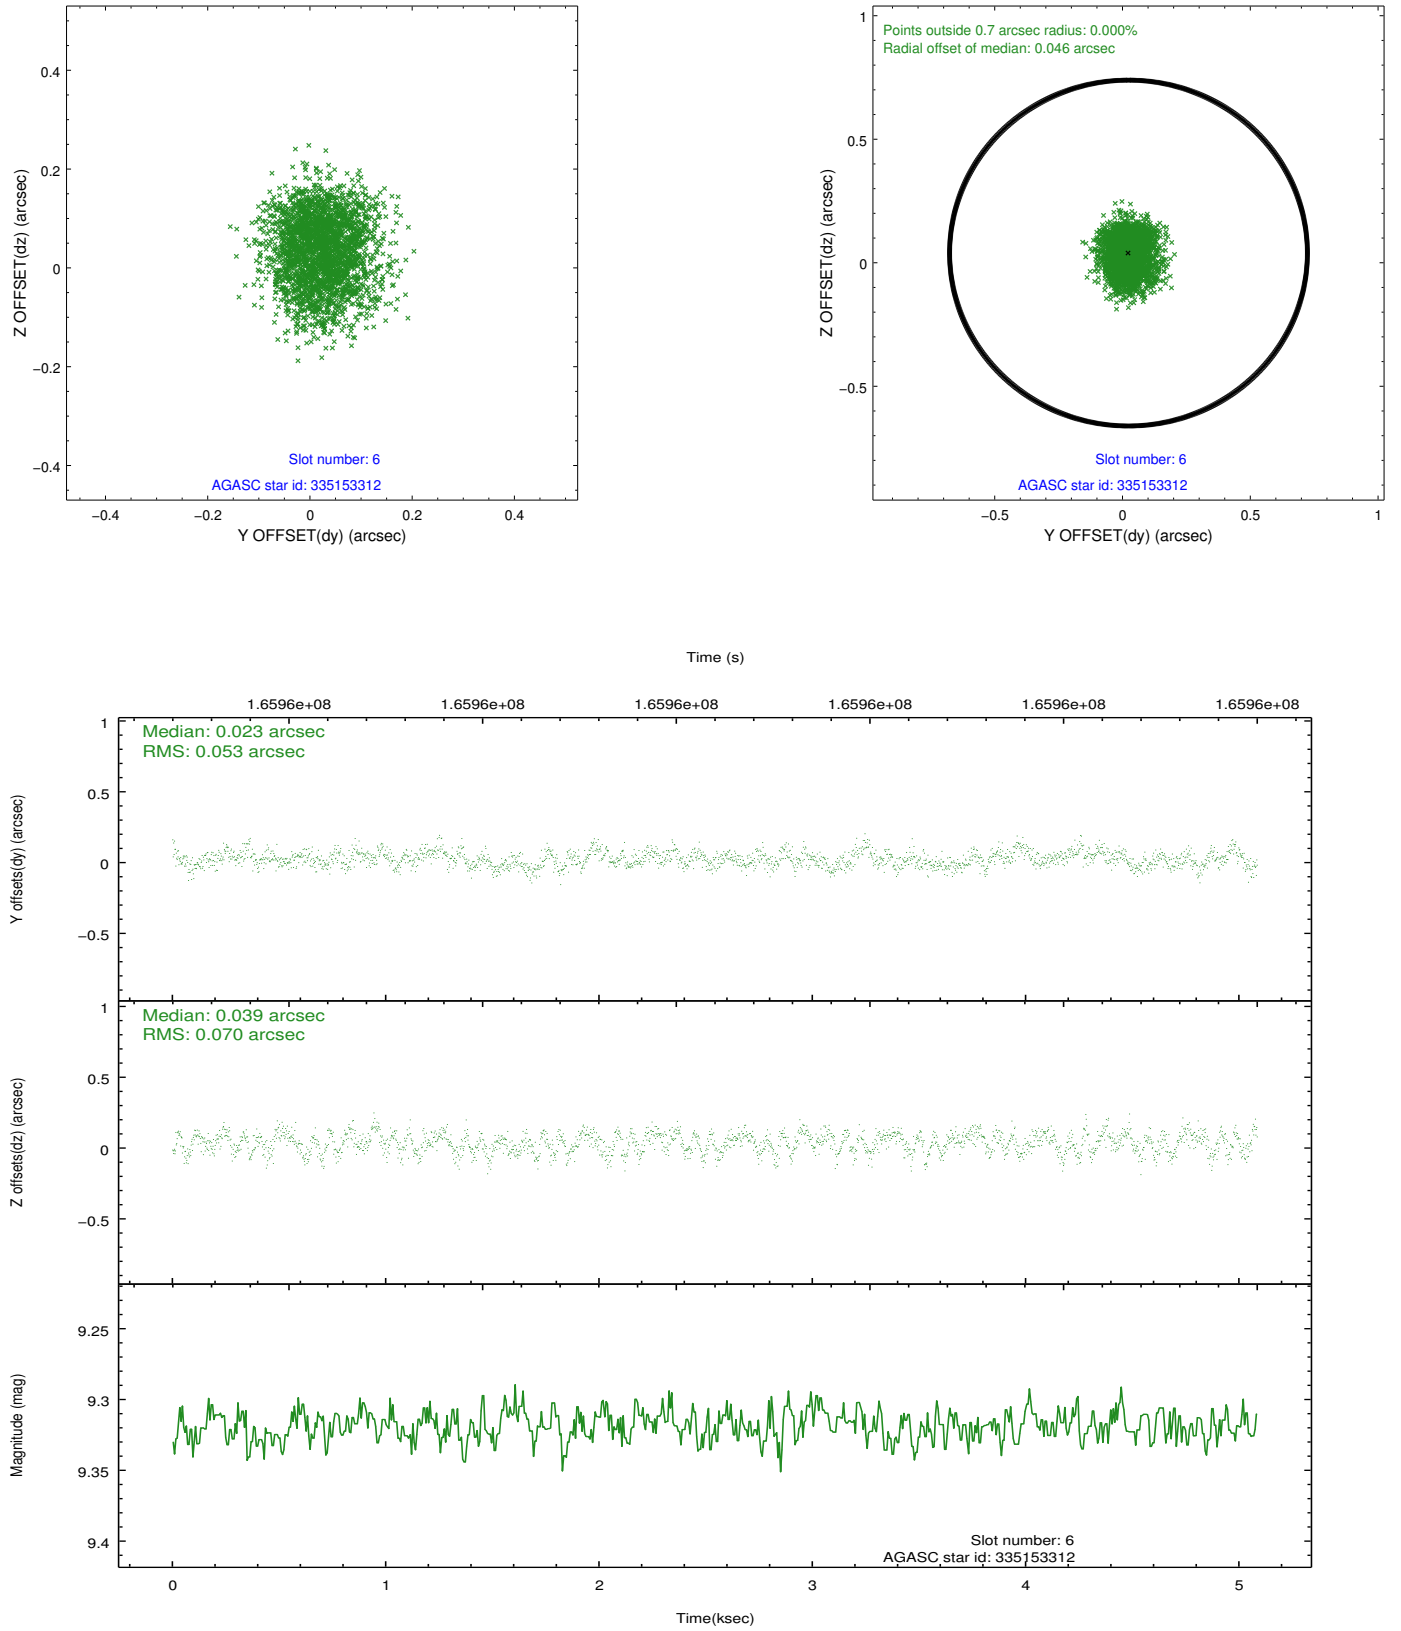 0.4
0.2
0
−0.2
−0.4
Z OFFSET(dz) (arcsec)
Slot number: 6
AGASC star id: 335153312
−0.4 −0.2 0 0.2 0.4
Y OFFSET(dy) (arcsec)
Points outside 0.7 arcsec radius: 0.000%
Radial offset of median: 0.046 arcsec
1
0.5
0
−0.5
Z OFFSET(dz) (arcsec)
Slot number: 6
AGASC star id: 335153312
−0.5 0 0.5 1
Y OFFSET(dy) (arcsec)
Time (s)
1.6596e+08 1.6596e+08 1.6596e+08 1.6596e+08 1.6596e+08 1.6596e+08
Median: 0.023 arcsec
RMS: 0.053 arcsec
1
0.5
0
−0.5
Y offsets(dy) (arcsec)
Median: 0.039 arcsec
RMS: 0.070 arcsec
1
0.5
0
−0.5
Z offsets(dz) (arcsec)
9.25
9.3
9.35
9.4
Magnitude (mag)
Slot number: 6
AGASC star id: 335153312
0 1 2 3 4 5
Time(ksec)